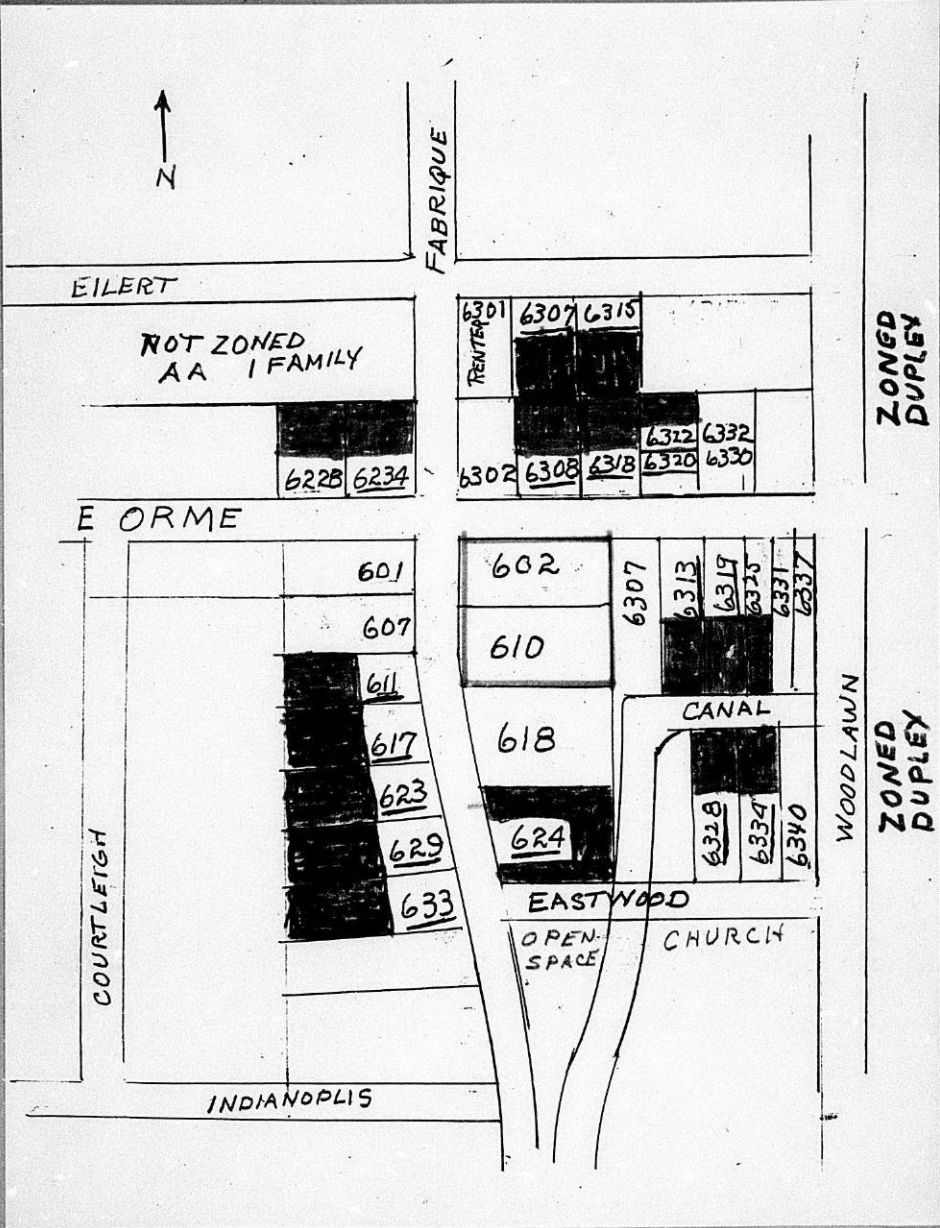 N
FABRIQUE
EILERT
NOT ZONED
AA 1 FAMILY
6301
RENTER
6307
6315
ZONED
DUPLEY
6228
6234
6302
6308
6318
6322
6320
6332
6330
E ORME
601
602
6307
6313
6319
6325
6331
6337
607
610
611
CANAL
617
618
WOODLAWN
ZONED
DUPLEY
623
624
6328
6334
6340
629
633
EASTWOOD
OPEN
SPACE
CHURCH
COURTLEIGH
INDIANOPLIS